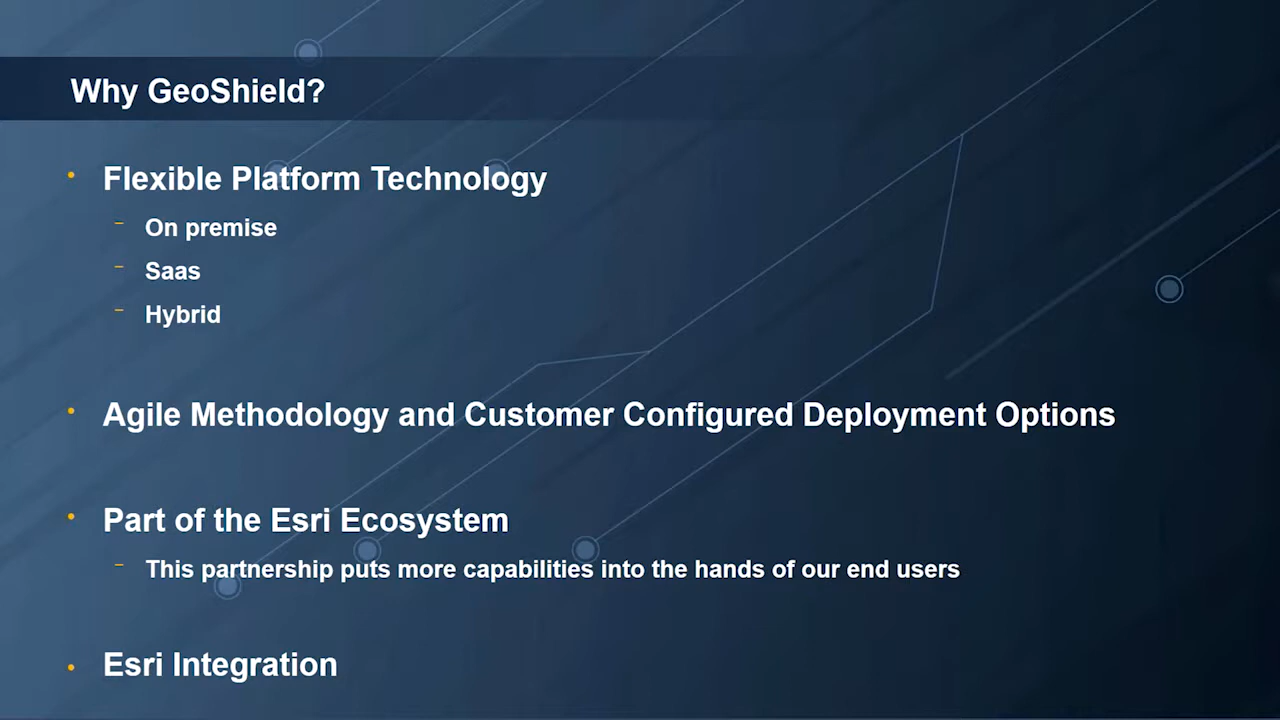 Why GeoShield?
• Flexible Platform Technology
– On premise
– Saas
– Hybrid
• Agile Methodology and Customer Configured Deployment Options
• Part of the Esri Ecosystem
– This partnership puts more capabilities into the hands of our end users
• Esri Integration